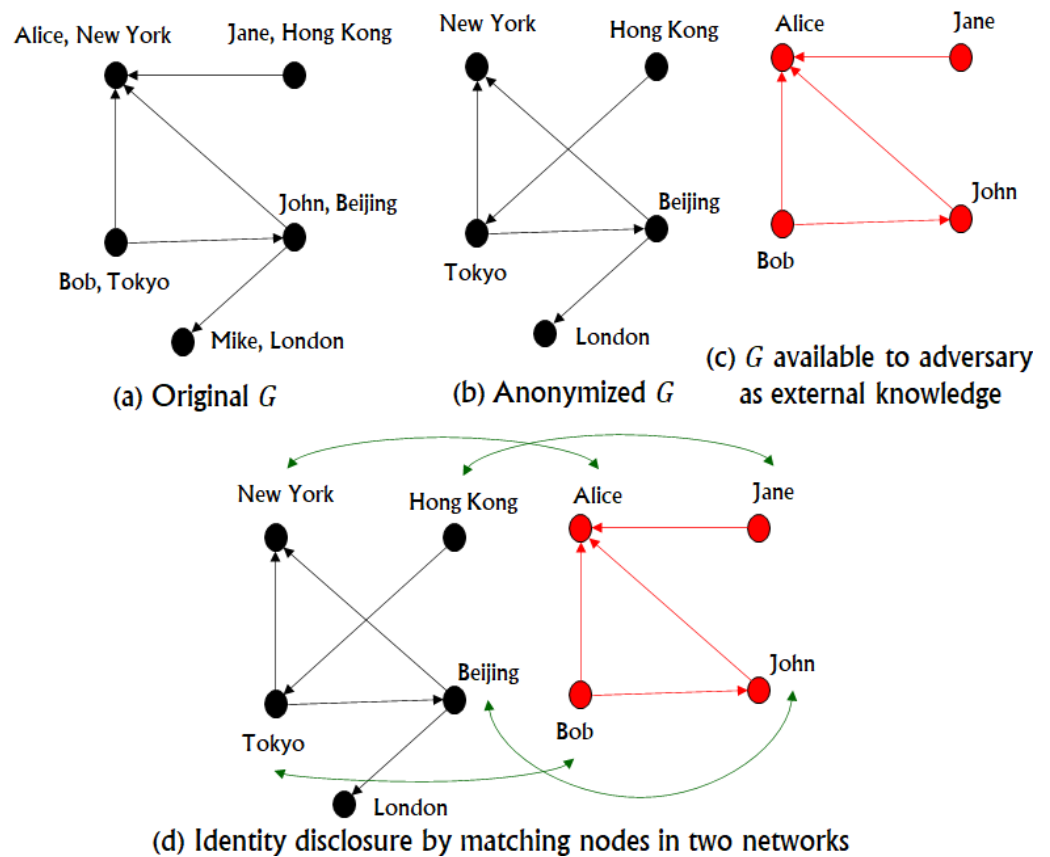 Alice, New York
Jane, Hong Kong
John, Beijing
Bob, Tokyo
Mike, London
(a) Original G
New York
Hong Kong
Beijing
Tokyo
London
(b) Anonymized G
Alice
Jane
John
Bob
(c) G available to adversary
as external knowledge
New York
Hong Kong
Beijing
Tokyo
London
Alice
Jane
John
Bob
(d) Identity disclosure by matching nodes in two networks